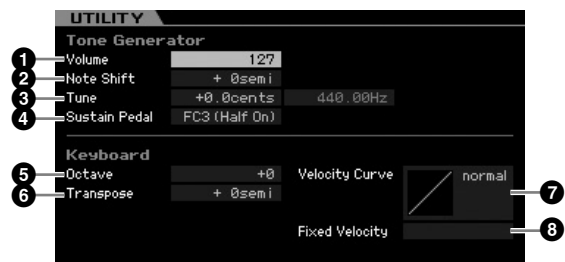 UTILITY
Tone Generator
1 Volume 127
2 Note Shift + 0semi
3 Tune +0.0cents 440.00Hz
4 Sustain Pedal FC3(Half On)
Keyboard
5 Octave +0 Velocity Curve normal 7
6 Transpose + 0semi
Fixed Velocity 8